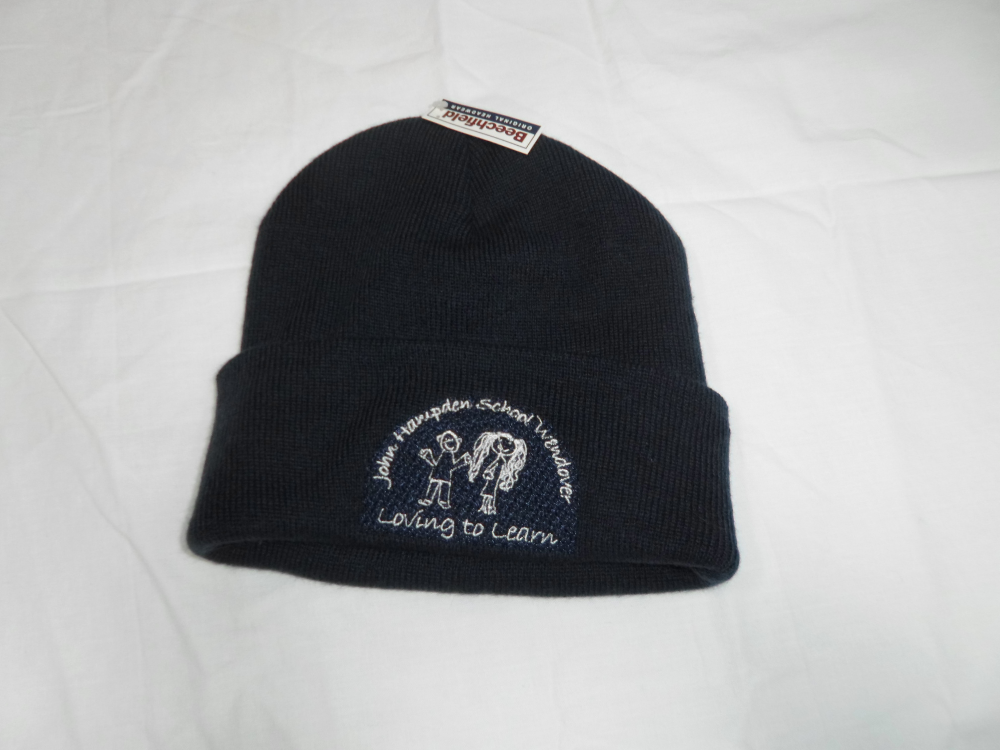 Beechfield
ORIGINAL HEADWEAR
John Hampden School Wendover
Loving to Learn